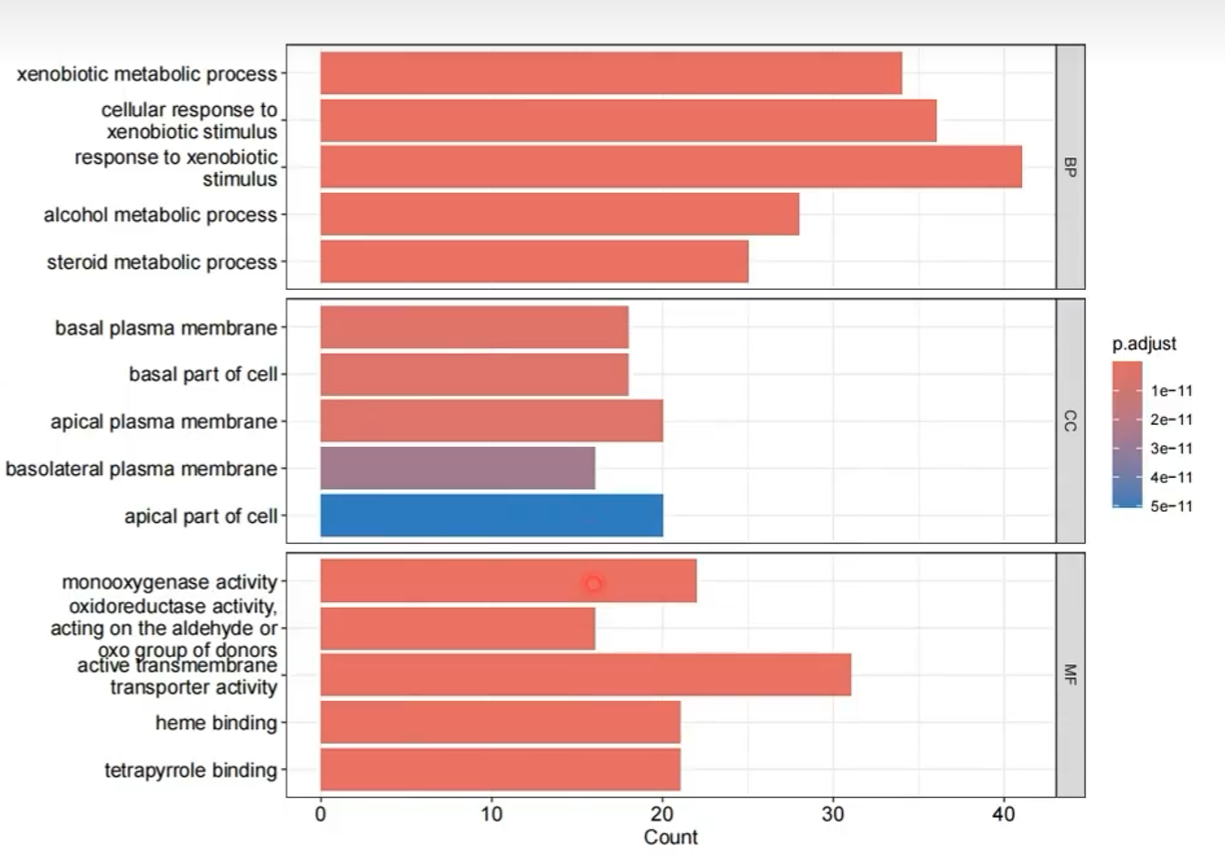 xenobiotic metabolic process
cellular response to
xenobiotic stimulus
response to xenobiotic
stimulus
alcohol metabolic process
steroid metabolic process
BP
basal plasma membrane
basal part of cell
apical plasma membrane
basolateral plasma membrane
apical part of cell
CC
monooxygenase activity
oxidoreductase activity,
acting on the aldehyde or
oxo group of donors
active transmembrane
transporter activity
heme binding
tetrapyrrole binding
MF
0 10 20 30 40
Count
p.adjust
1e−11
2e−11
3e−11
4e−11
5e−11